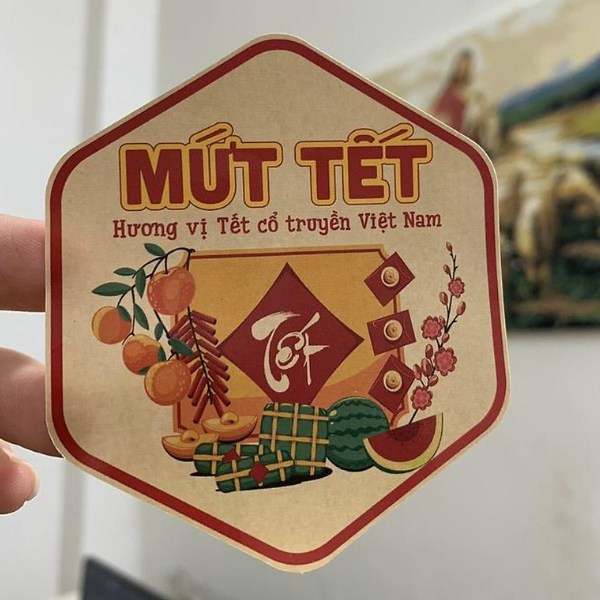 MỨT TẾT
Hương vị Tết cổ truyền Việt Nam
Tết